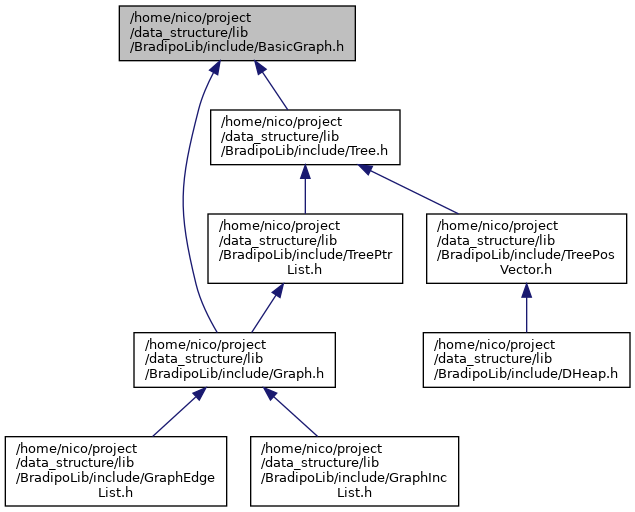 /home/nico/project
/data_structure/lib
/BradipoLib/include/BasicGraph.h
/home/nico/project
/data_structure/lib
/BradipoLib/include/Tree.h
/home/nico/project
/data_structure/lib
/BradipoLib/include/TreePtr
List.h
/home/nico/project
/data_structure/lib
/BradipoLib/include/TreePos
Vector.h
/home/nico/project
/data_structure/lib
/BradipoLib/include/Graph.h
/home/nico/project
/data_structure/lib
/BradipoLib/include/DHeap.h
/home/nico/project
/data_structure/lib
/BradipoLib/include/GraphEdge
List.h
/home/nico/project
/data_structure/lib
/BradipoLib/include/GraphInc
List.h